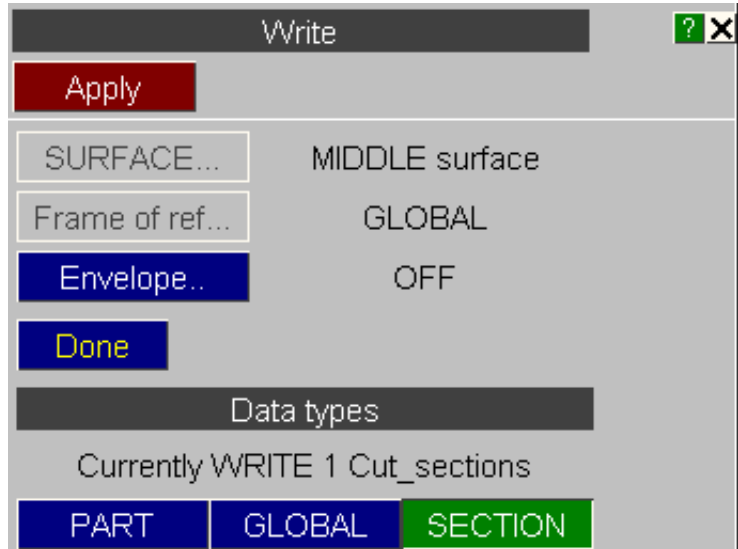 Write ?
Apply
SURFACE... MIDDLE surface
Frame of ref... GLOBAL
Envelope.. OFF
Done
Data types
Currently WRITE 1 Cut_sections
PART GLOBAL SECTION